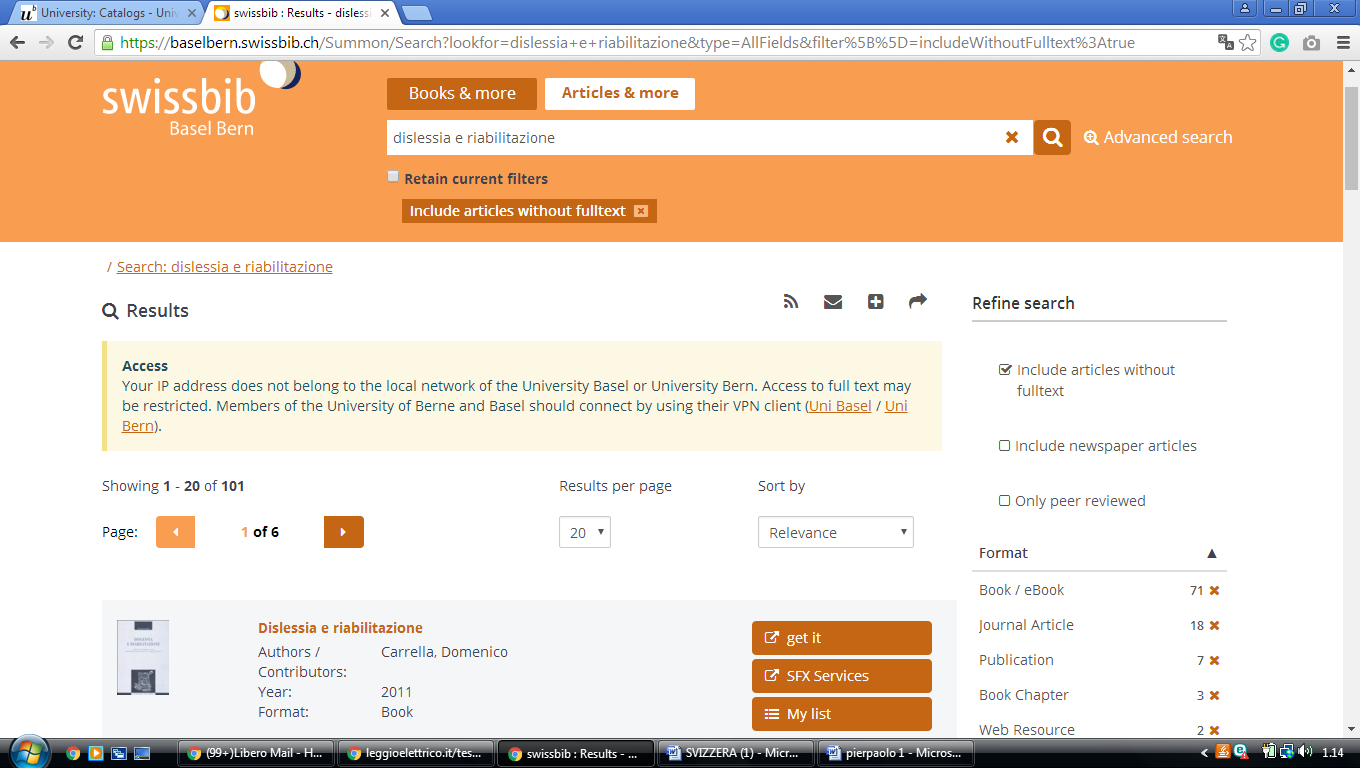 University: Catalogs - Univ
swissbib : Results - dislessi
https://baselbern.swissbib.ch/Summon/Search?lookfor=dislessia+e+riabilitazione&type=AllFields&filter%5B%5D=includeWithoutFulltext%3Atrue
swissbib
Basel Bern
Books & more
Articles & more
dislessia e riabilitazione
Advanced search
Retain current filters
Include articles without fulltext
/ Search: dislessia e riabilitazione
Results
Access
Your IP address does not belong to the local network of the University Basel or University Bern. Access to full text may
be restricted. Members of the University of Berne and Basel should connect by using their VPN client (Uni Basel / Uni
Bern).
Showing 1 - 20 of 101
Results per page
Sort by
Page:
1 of 6
20
Relevance
Dislessia e riabilitazione
Authors /
Contributors:
Carrella, Domenico
Year:
2011
Format:
Book
get it
SFX Services
My list
Refine search
Include articles without
fulltext
Include newspaper articles
Only peer reviewed
Format
Book / eBook 71
Journal Article 18
Publication 7
Book Chapter 3
Web Resource 2
(99+)Libero Mail - H...
leggioelettrico.it/tes...
swissbib : Results - ...
SVIZZERA (1) - Micr...
pierpaolo 1 - Micros...
1.14